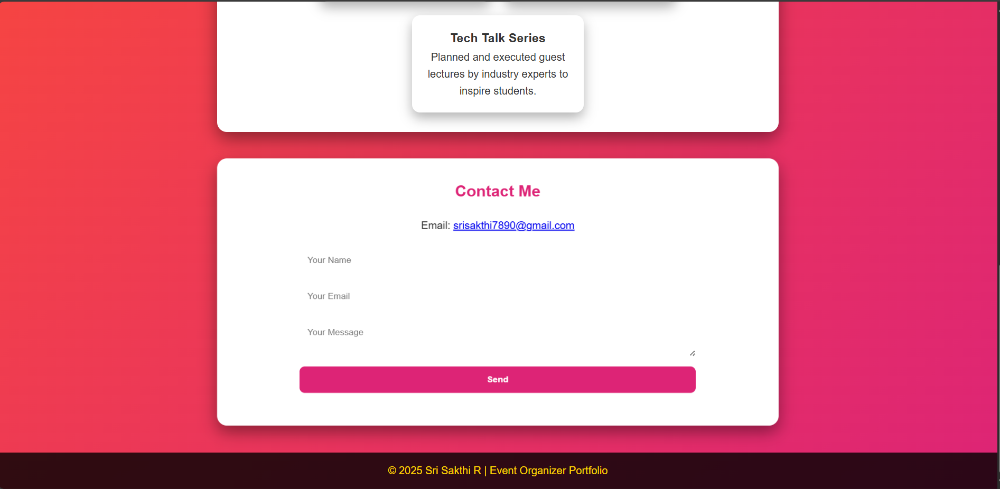 Tech Talk Series
Planned and executed guest
lectures by industry experts to
inspire students.
Contact Me
Email: srisakthi7890@gmail.com
Your Name
Your Email
Your Message
Send
© 2025 Sri Sakthi R | Event Organizer Portfolio